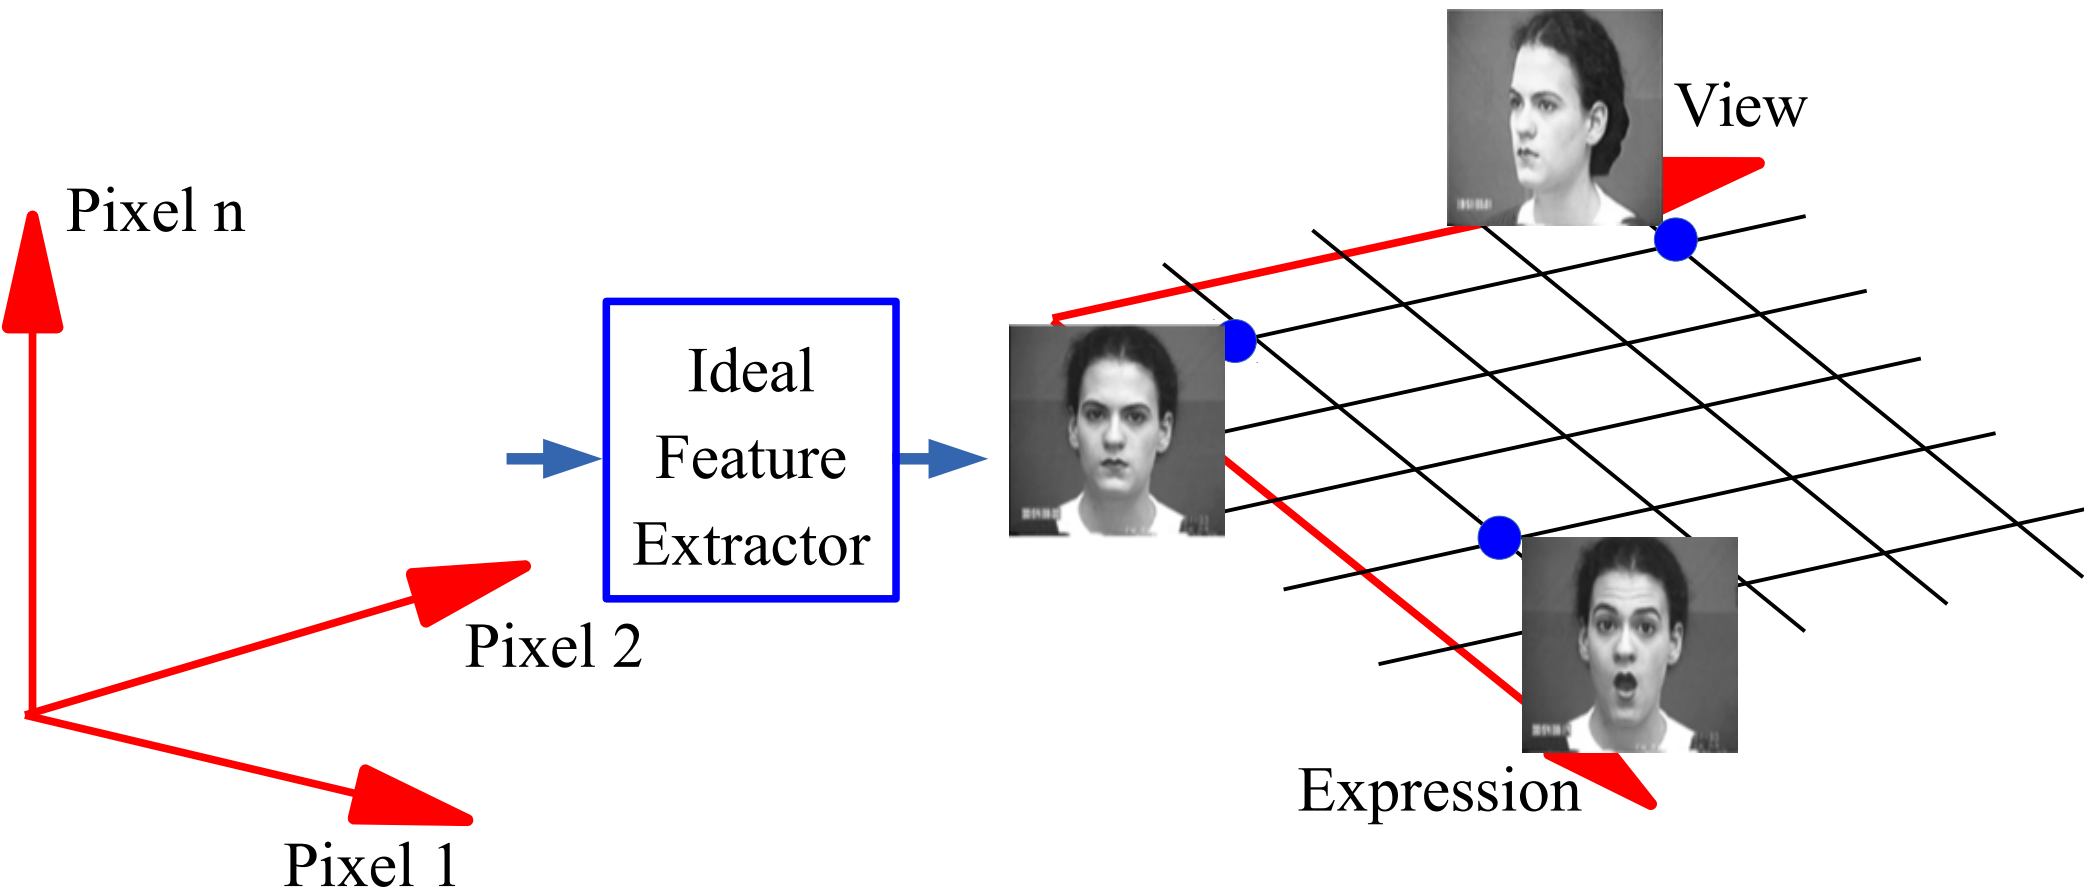 Pixel n
Pixel 2
Pixel 1
Ideal
Feature
Extractor
View
Expression